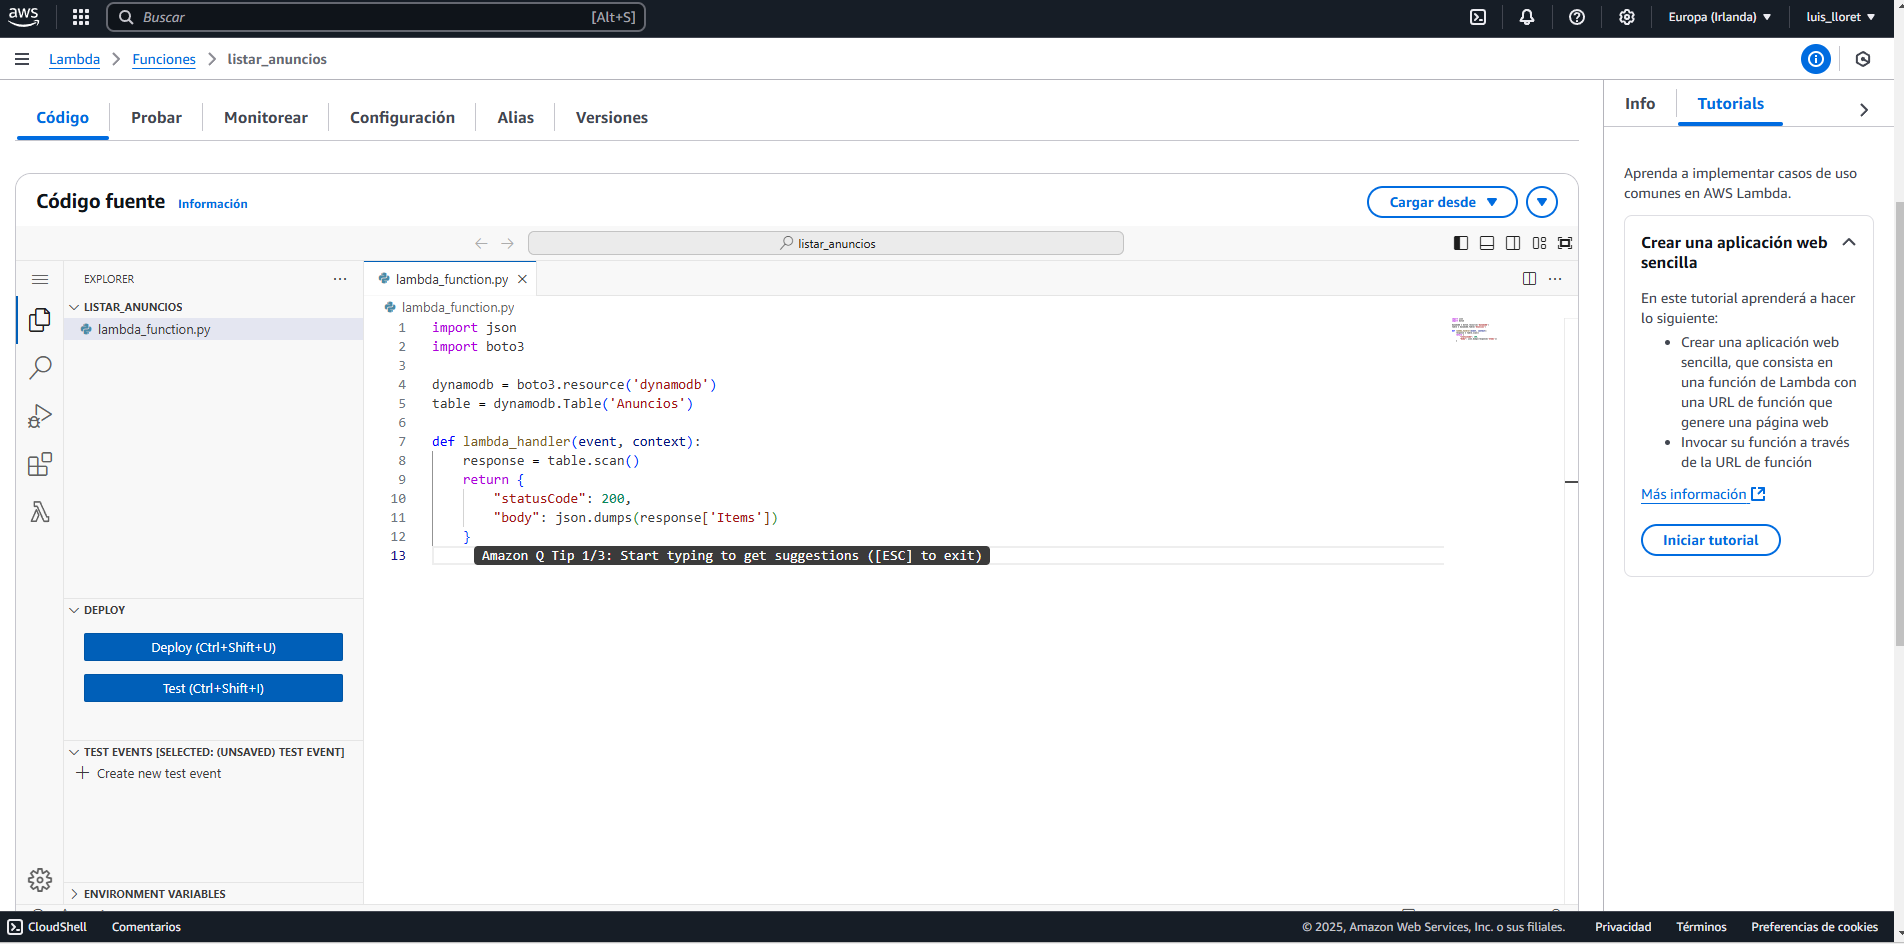 aws
Buscar
[Alt+S]
Europa (Irlanda)
luis_lloret
Lambda
Funciones
listar_anuncios
Código
Probar
Monitorear
Configuración
Alias
Versiones
Info
Tutorials
Código fuente
Información
Cargar desde
listar_anuncios
EXPLORER
LISTAR_ANUNCIOS
lambda_function.py
DEPLOY
Deploy (Ctrl+Shift+U)
Test (Ctrl+Shift+I)
TEST EVENTS [SELECTED: (UNSAVED) TEST EVENT]
Create new test event
ENVIRONMENT VARIABLES
lambda_function.py
lambda_function.py
1 import json
2 import boto3
3
4 dynamodb = boto3.resource('dynamodb')
5 table = dynamodb.Table('Anuncios')
6
7 def lambda_handler(event, context):
8 response = table.scan()
9 return {
10 "statusCode": 200,
11 "body": json.dumps(response['Items'])
12 }
13 Amazon Q Tip 1/3: Start typing to get suggestions ([ESC] to exit)
Aprenda a implementar casos de uso
comunes en AWS Lambda.
Crear una aplicación web
sencilla
En este tutorial aprenderá a hacer
lo siguiente:
• Crear una aplicación web
sencilla, que consista en
una función de Lambda con
una URL de función que
genere una página web
• Invocar su función a través
de la URL de función
Más información
Iniciar tutorial
CloudShell
Comentarios
© 2025, Amazon Web Services, Inc. o sus filiales.
Privacidad
Términos
Preferencias de cookies